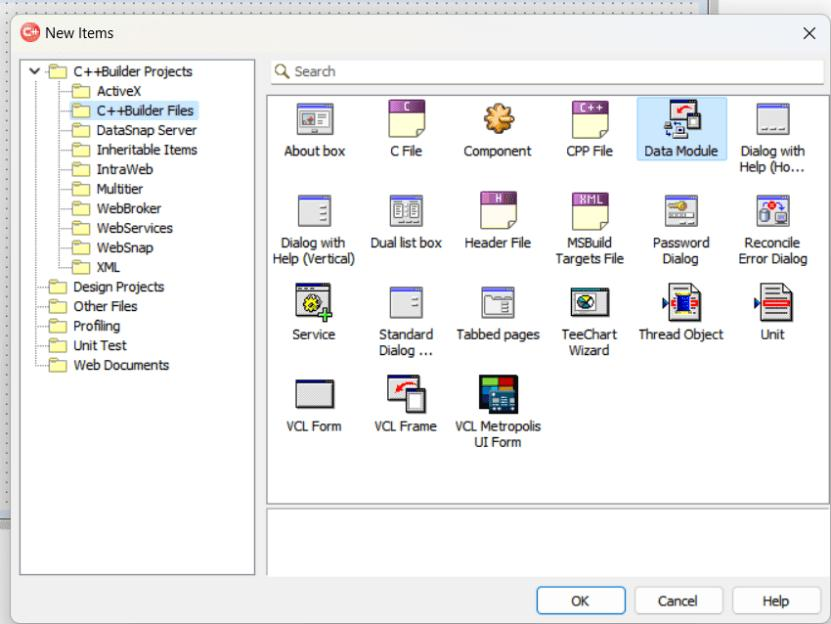 New Items
C++Builder Projects
ActiveX
C++Builder Files
DataSnap Server
Inheritable Items
IntraWeb
Multitier
WebBroker
WebServices
WebSnap
XML
Design Projects
Other Files
Profiling
Unit Test
Web Documents
Search
C
C++
About box
C File
Component
CPP File
Data Module
Dialog with
Help (Ho...
H
XML
Dialog with
Help (Vertical)
Dual list box
Header File
MSBuild
Targets File
Password
Dialog
Reconcile
Error Dialog
Service
Standard
Dialog ...
Tabbed pages
TeeChart
Wizard
Thread Object
Unit
VCL Form
VCL Frame
VCL Metropolis
UI Form
OK
Cancel
Help